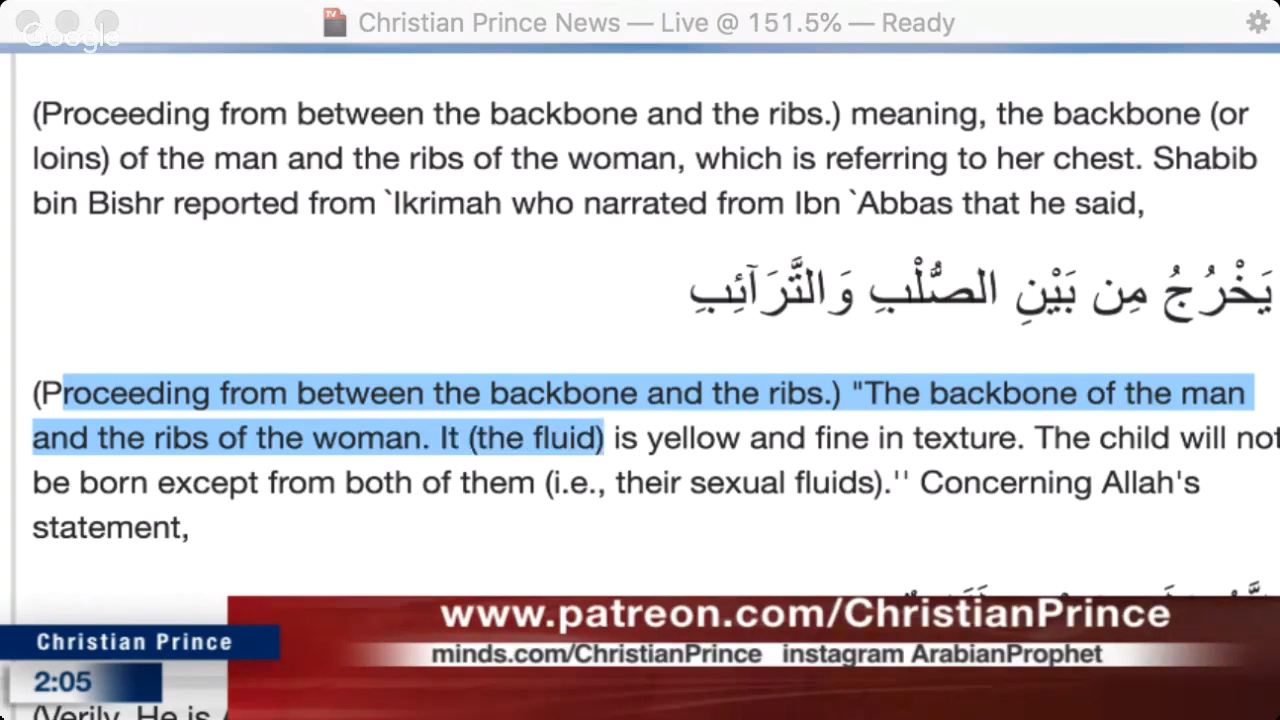 Google
TV
Christian Prince News — Live @ 151.5% — Ready
(Proceeding from between the backbone and the ribs.) meaning, the backbone (or
loins) of the man and the ribs of the woman, which is referring to her chest. Shabib
bin Bishr reported from `Ikrimah who narrated from Ibn `Abbas that he said,
يَخْرُجُ مِن بَيْنِ الصُّلْبِ وَالتَّرَآئِبِ
(Proceeding from between the backbone and the ribs.) "The backbone of the man
and the ribs of the woman. It (the fluid) is yellow and fine in texture. The child will not
be born except from both of them (i.e., their sexual fluids).'' Concerning Allah's
statement,
www.patreon.com/ChristianPrince
Christian Prince
minds.com/ChristianPrince instagram ArabianProphet
2:05
(Verily, He is